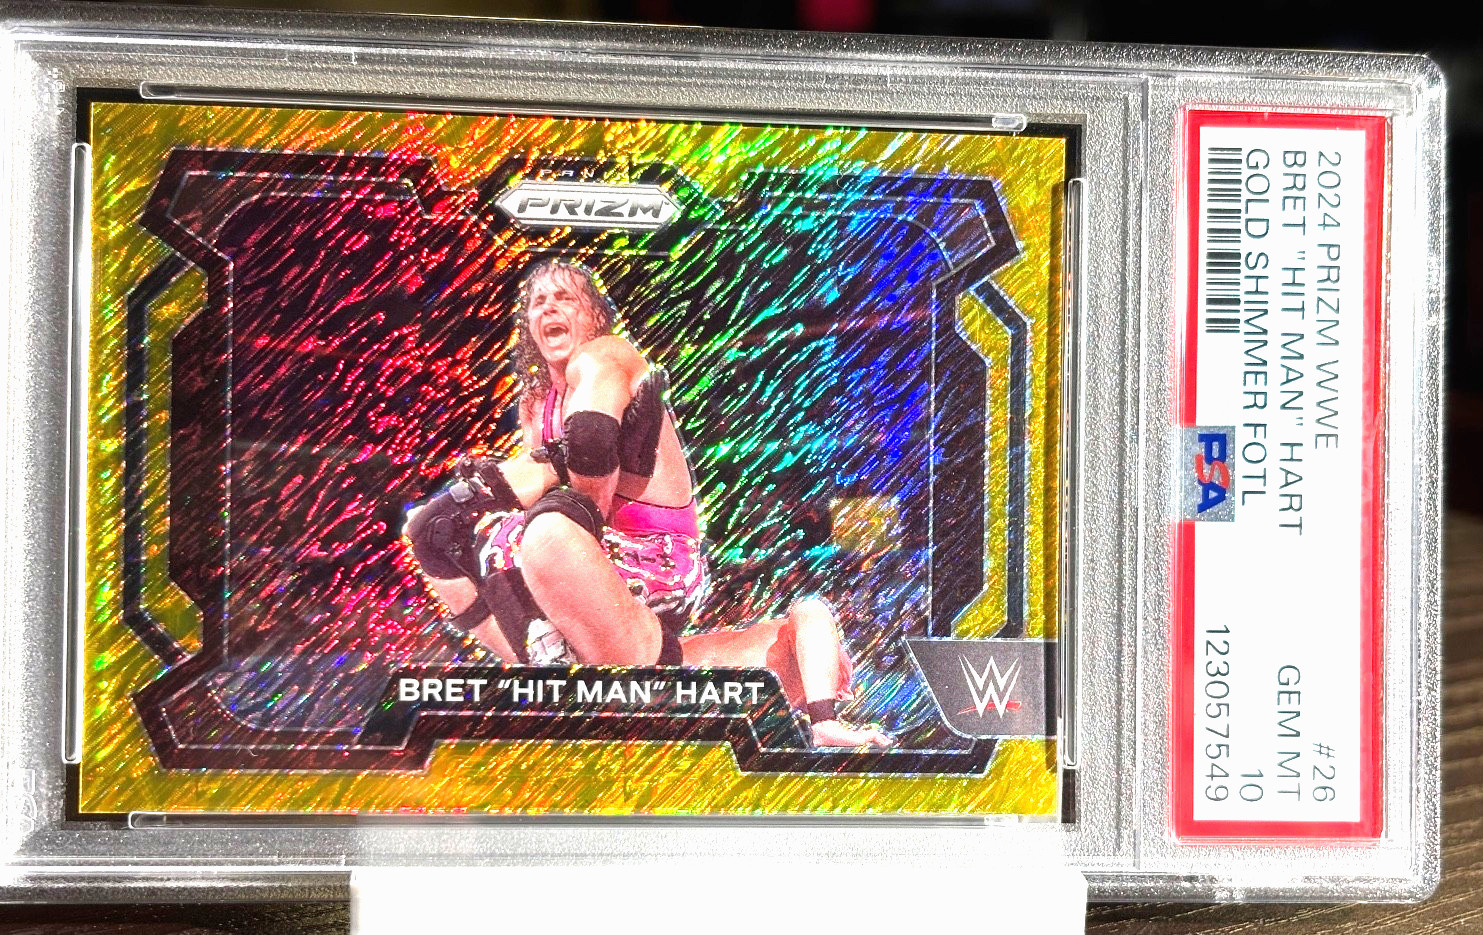 PANINI
PRIZM
BRET "HIT MAN" HART
W
2024 PRIZM WWE #26
BRET "HIT MAN" HART GEM MT
GOLD SHIMMER FOTL 10
PSA 123057549